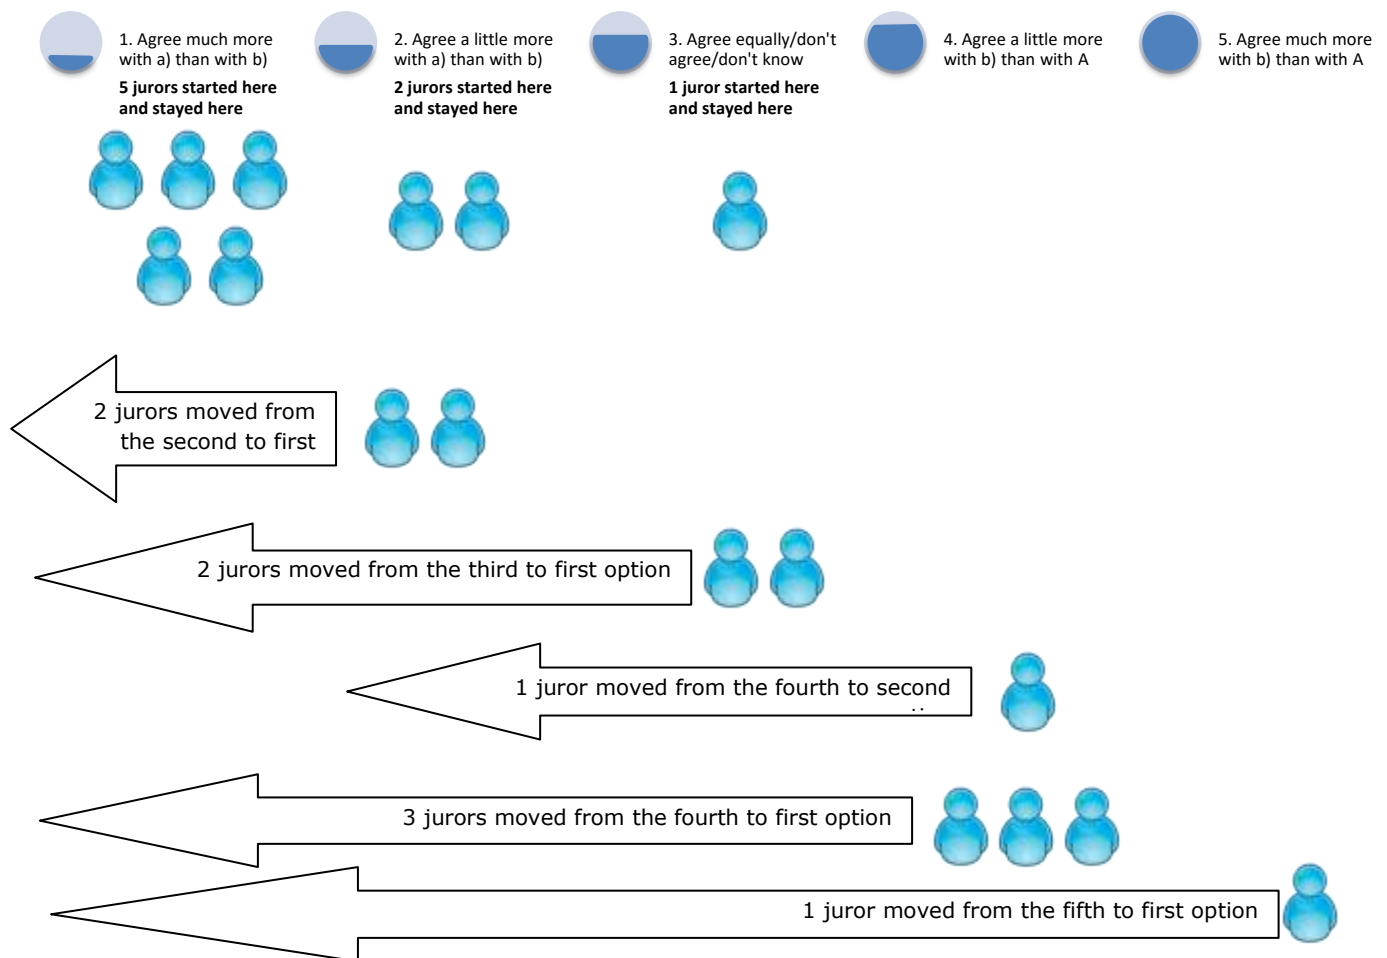 1. Agree much more
with a) than with b)
5 jurors started here
and stayed here
2. Agree a little more
with a) than with b)
2 jurors started here
and stayed here
3. Agree equally/don't
agree/don't know
1 juror started here
and stayed here
4. Agree a little more
with b) than with A
5. Agree much more
with b) than with A
2 jurors moved from
the second to first
2 jurors moved from the third to first option
1 juror moved from the fourth to second
3 jurors moved from the fourth to first option
1 juror moved from the fifth to first option